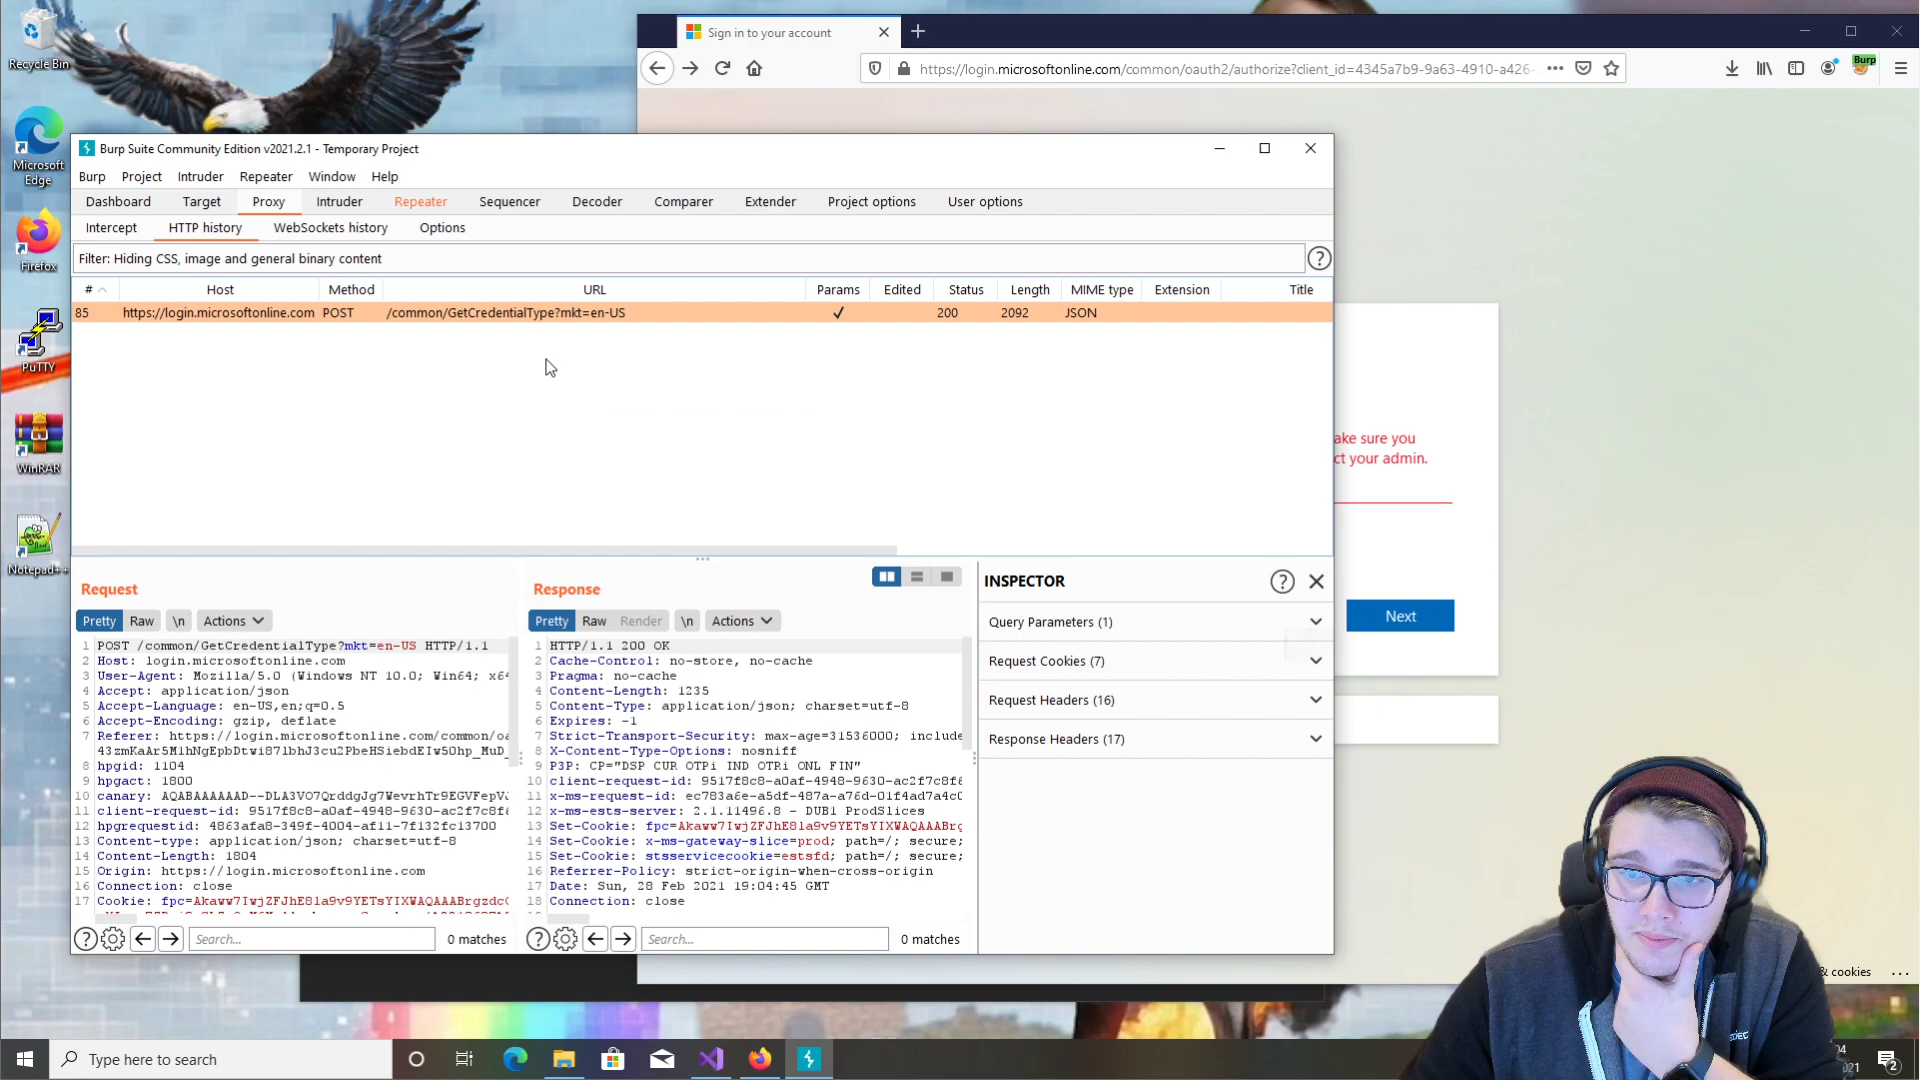 Recycle Bin
Microsoft
Edge
Firefox
PuTTY
WinRAR
Notepad++
Sign in to your account
https://login.microsoftonline.com/common/oauth2/authorize?client_id=4345a7b9-9a63-4910-a426-
Burp
Burp Suite Community Edition v2021.2.1 - Temporary Project
Burp Project Intruder Repeater Window Help
Dashboard Target Proxy Intruder Repeater Sequencer Decoder Comparer Extender Project options User options
Intercept HTTP history WebSockets history Options
Filter: Hiding CSS, image and general binary content
# Host Method URL Params Edited Status Length MIME type Extension Title
85 https://login.microsoftonline.com POST /common/GetCredentialType?mkt=en-US ✓ 200 2092 JSON
ake sure you
ct your admin.
Next
Request
Pretty Raw \n Actions
1 POST /common/GetCredentialType?mkt=en-US HTTP/1.1
2 Host: login.microsoftonline.com
3 User-Agent: Mozilla/5.0 (Windows NT 10.0; Win64; x64
4 Accept: application/json
5 Accept-Language: en-US,en;q=0.5
6 Accept-Encoding: gzip, deflate
7 Referer: https://login.microsoftonline.com/common/oa
8 hpgid: 1104
9 hpgact: 1800
10 canary:
11 client-request-id: 9517f8c8-a0af-4948-9630-ac2f7c8f6
12 hpgrequestid: 4863afa8-349f-4004-af11-7f132fc13700
13 Content-type: application/json; charset=utf-8
14 Content-Length: 1804
15 Origin: https://login.microsoftonline.com
16 Connection: close
17 Cookie:
Search... 0 matches
Response
Pretty Raw Render \n Actions
1 HTTP/1.1 200 OK
2 Cache-Control: no-store, no-cache
3 Pragma: no-cache
4 Content-Length: 1235
5 Content-Type: application/json; charset=utf-8
6 Expires: -1
7 Strict-Transport-Security: max-age=31536000; include
8 X-Content-Type-Options: nosniff
9 P3P: CP="DSP CUR OTPi IND OTRi ONL FIN"
10 client-request-id: 9517f8c8-a0af-4948-9630-ac2f7c8f6
11 x-ms-request-id: ec783a6e-a5df-487a-a76d-01f4ad7a4c0
12 x-ms-ests-server: 2.1.11496.8 - DUB1 ProdSlices
13 Set-Cookie:
14 Set-Cookie: x-ms-gateway-slice=prod; path=/; secure;
15 Set-Cookie: stsservicecookie=estsfd; path=/; secure;
16 Referrer-Policy: strict-origin-when-cross-origin
17 Date: Sun, 28 Feb 2021 19:04:45 GMT
18 Connection: close
Search... 0 matches
INSPECTOR
Query Parameters (1)
Request Cookies (7)
Request Headers (16)
Response Headers (17)
& cookies ...
Type here to search
04
021
2